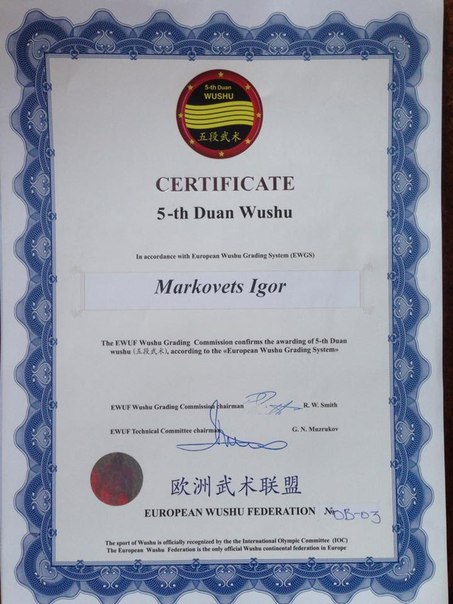 5-th Duan
WUSHU
五段武术
CERTIFICATE
5-th Duan Wushu
In accordance with European Wushu Grading System (EWGS)
Markovets Igor
The EWUF Wushu Grading Commission confirms the awarding of 5-th Duan
wushu (五段武术), according to the «European Wushu Grading System»
EWUF Wushu Grading Commission chairman R. W. Smith
EWUF Technical Committee chairman G. N. Muzrukov
欧洲武术联盟
EUROPEAN WUSHU FEDERATION № ОВ-03
The sport of Wushu is officially recognized by the the International Olympic Committee (IOC)
The European Wushu Federation is the only official Wushu continental federation in Europe